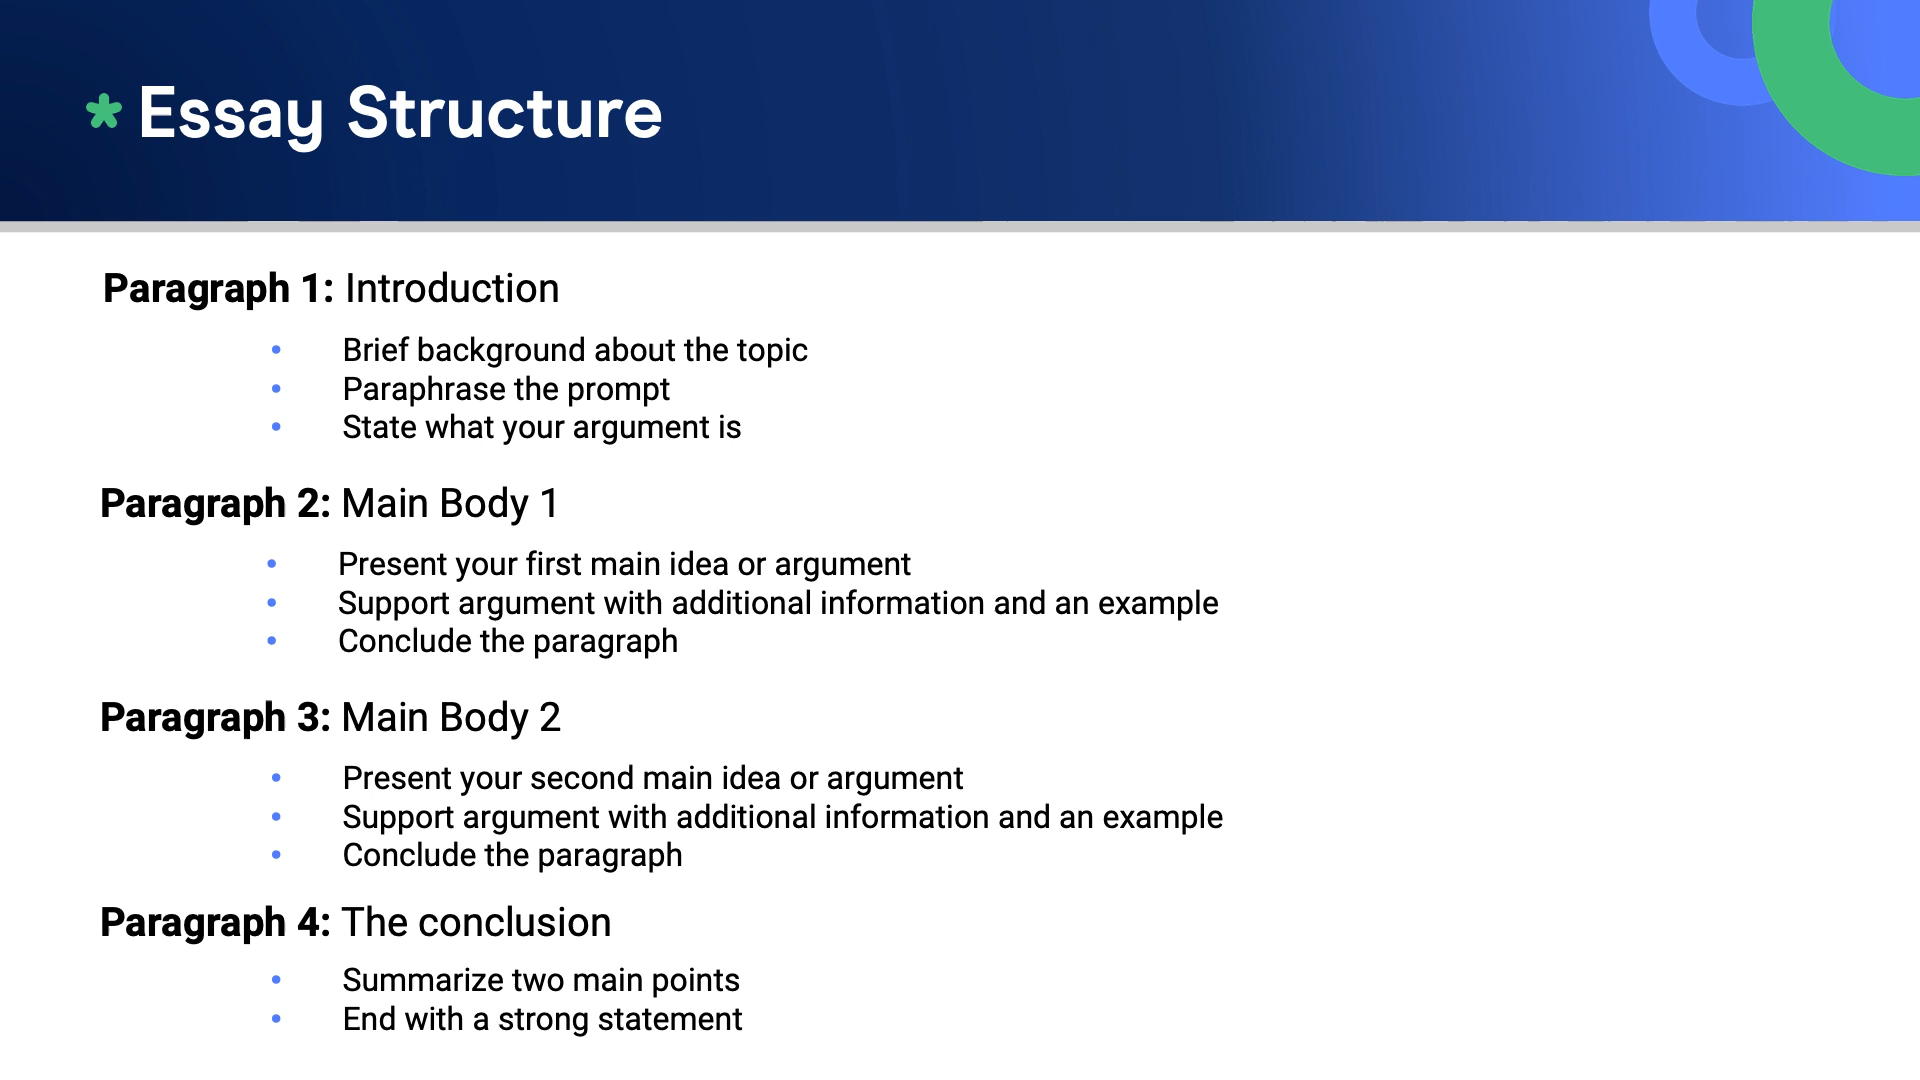 * Essay Structure
Paragraph 1: Introduction
• Brief background about the topic
• Paraphrase the prompt
• State what your argument is
Paragraph 2: Main Body 1
• Present your first main idea or argument
• Support argument with additional information and an example
• Conclude the paragraph
Paragraph 3: Main Body 2
• Present your second main idea or argument
• Support argument with additional information and an example
• Conclude the paragraph
Paragraph 4: The conclusion
• Summarize two main points
• End with a strong statement